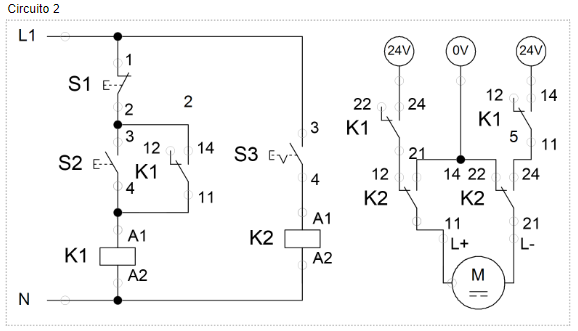 Circuito 2
L1
24V 0V 24V
1
S1
2
2
3
12 14
S2
K1
4
11
A1
K1
A2
N
3
S3
4
A1
K2
A2
22 24
K1
21
12 14
K1
5
11
12 14 22 24
K2 K2
11 21
L+ L-
M